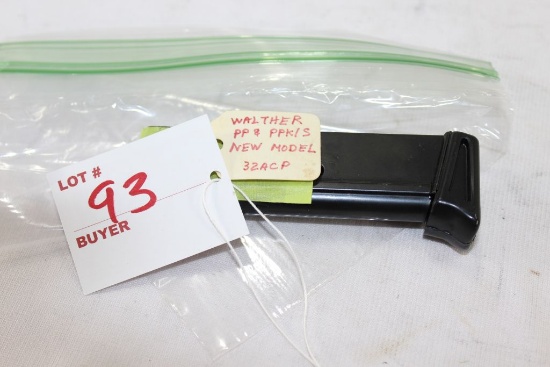 WALTHER
PP & PPK/S
NEW MODEL
32ACP
LOT #
93
BUYER